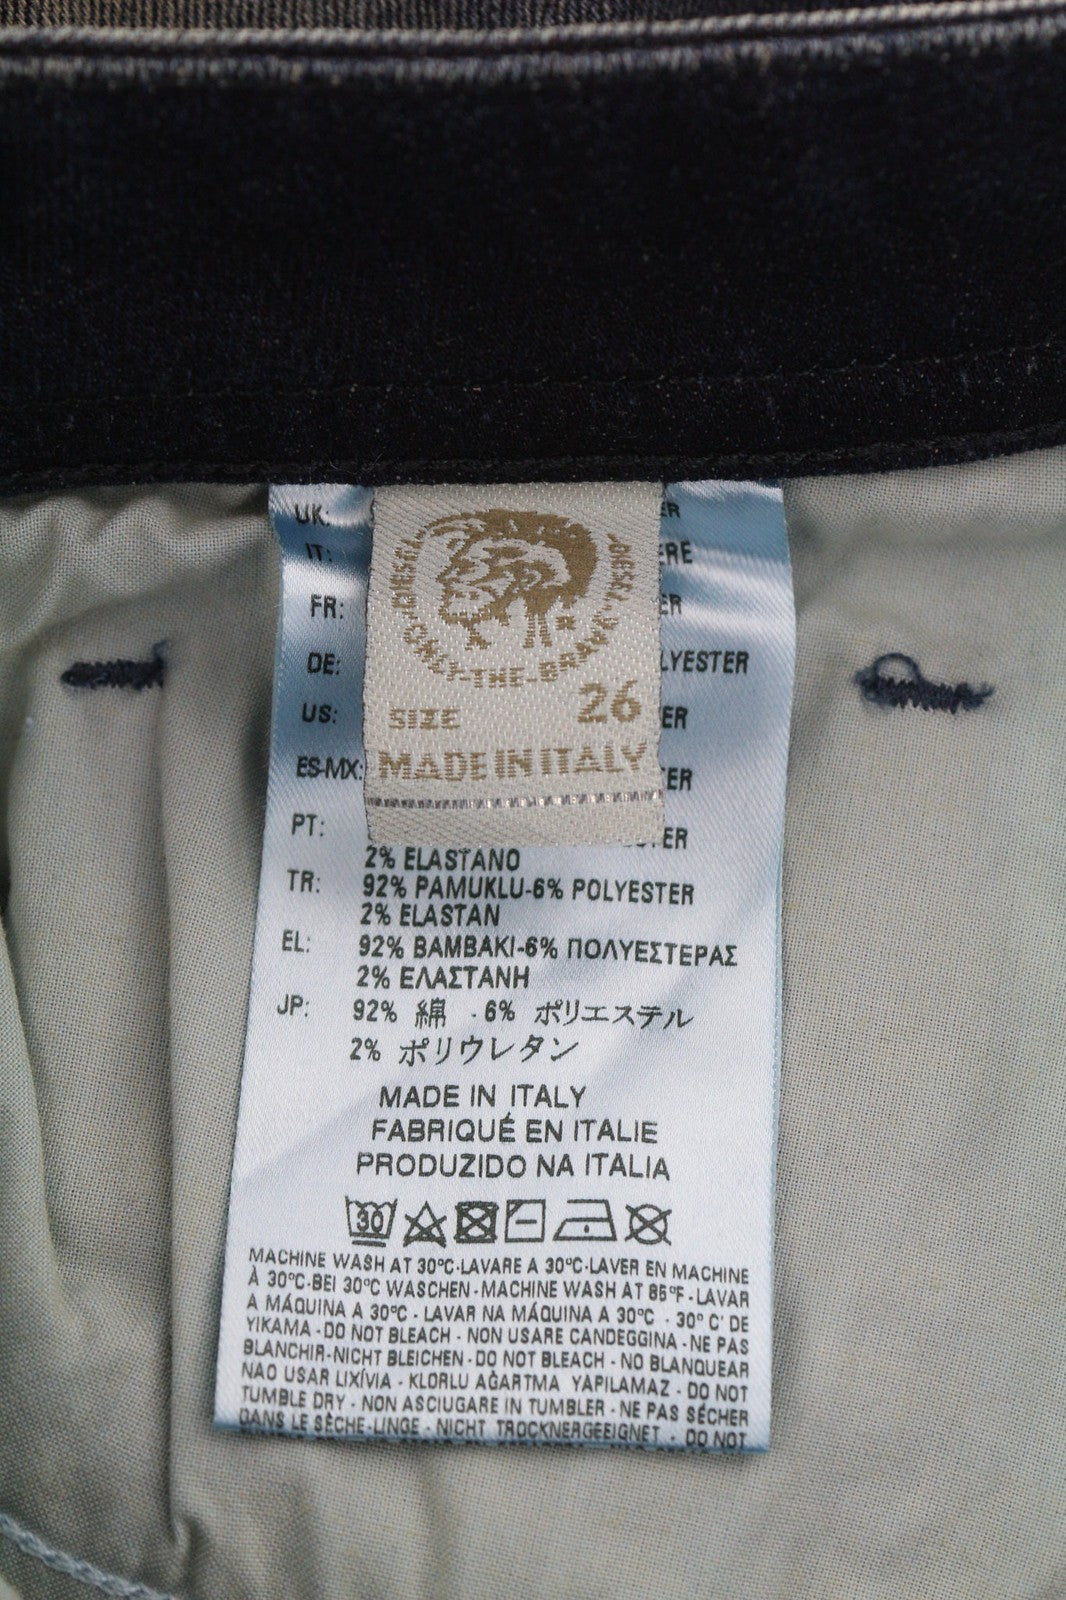 DIESEL·ONLY·THE·BRAVE
SIZE 26
MADE IN ITALY
UK:
IT:
FR:
DE: LYESTER
US:
ES-MX:
PT:
2% ELASTANO
TR: 92% PAMUKLU-6% POLYESTER
2% ELASTAN
EL: 92% BAMBAKI-6% ΠΟΛΥΕΣΤΕΡΑΣ
2% ΕΛΑΣΤΑΝΗ
JP: 92% 綿 - 6% ポリエステル
2% ポリウレタン
MADE IN ITALY
FABRIQUÉ EN ITALIE
PRODUZIDO NA ITALIA
30
MACHINE WASH AT 30°C-LAVARE A 30°C-LAVER EN MACHINE
À 30°C-BEI 30°C WASCHEN-MACHINE WASH AT 85°F-LAVAR
A MÁQUINA A 30°C - LAVAR NA MÁQUINA A 30°C - 30° C' DE
YIKAMA -DO NOT BLEACH - NON USARE CANDEGGINA -NE PAS
BLANCHIR-NICHT BLEICHEN-DO NOT BLEACH - NO BLANQUEAR
NAO USAR LIXÍVIA - KLORLU AĞARTMA YAPILAMAZ - DO NOT
TUMBLE DRY - NON ASCIUGARE IN TUMBLER -NE PAS SÉCHER
DANS LE SÈCHE-LINGE - NICHT TROCKNERGEEIGNET - DO NOT